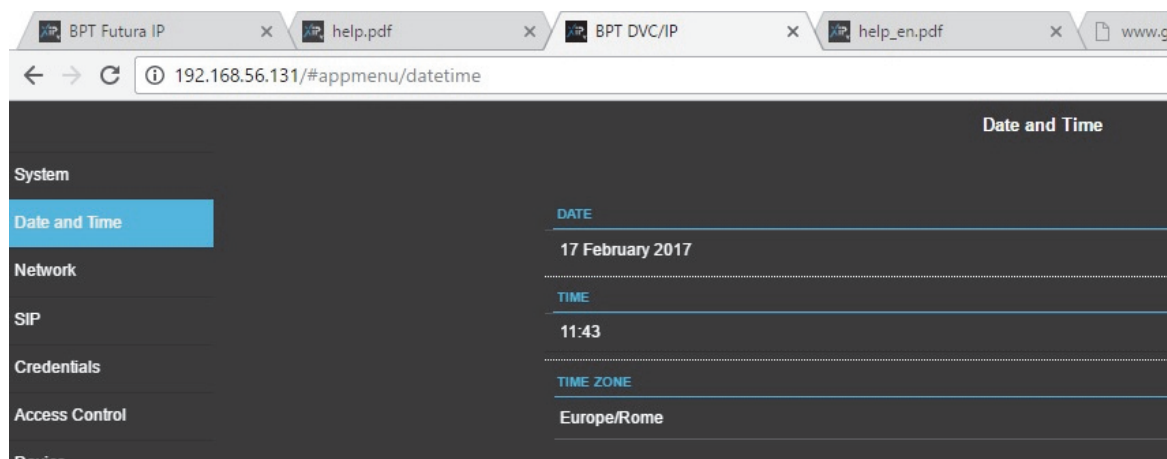 BPT Futura IP
help.pdf
BPT DVC/IP
help_en.pdf
www.g
192.168.56.131/#appmenu/datetime
Date and Time
System
Date and Time
Network
SIP
Credentials
Access Control
DATE
17 February 2017
TIME
11:43
TIME ZONE
Europe/Rome